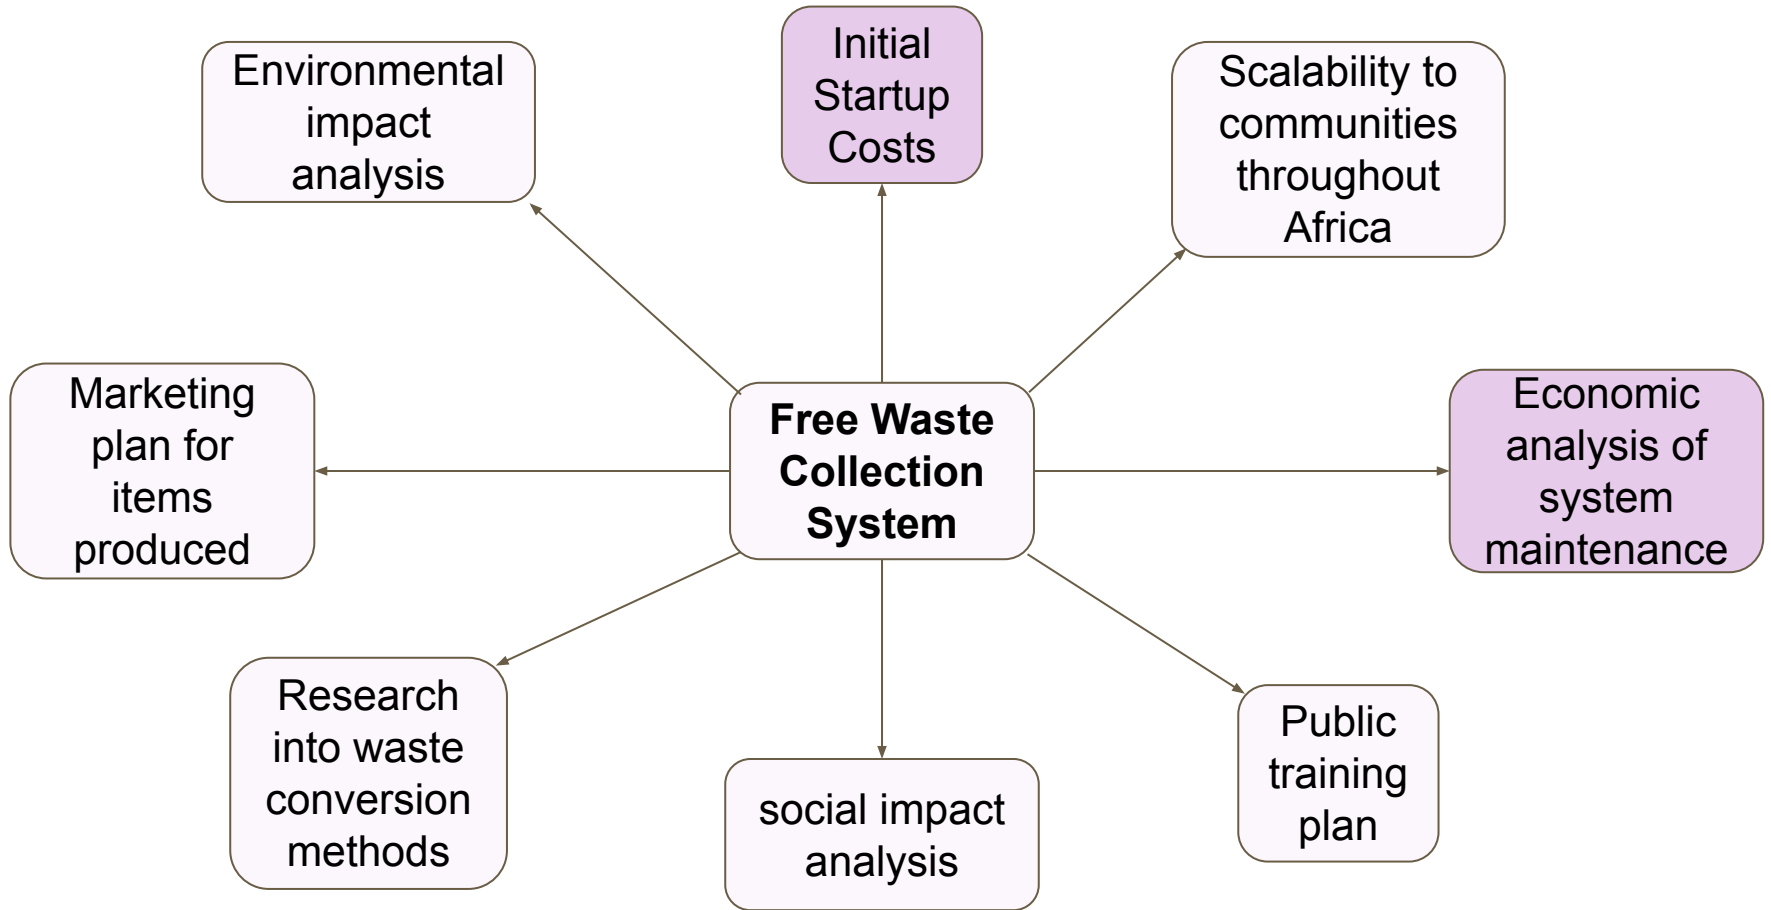 Environmental
impact
analysis
Initial
Startup
Costs
Scalability to
communities
throughout
Africa
Marketing
plan for
items
produced
Free Waste
Collection
System
Economic
analysis of
system
maintenance
Research
into waste
conversion
methods
social impact
analysis
Public
training
plan